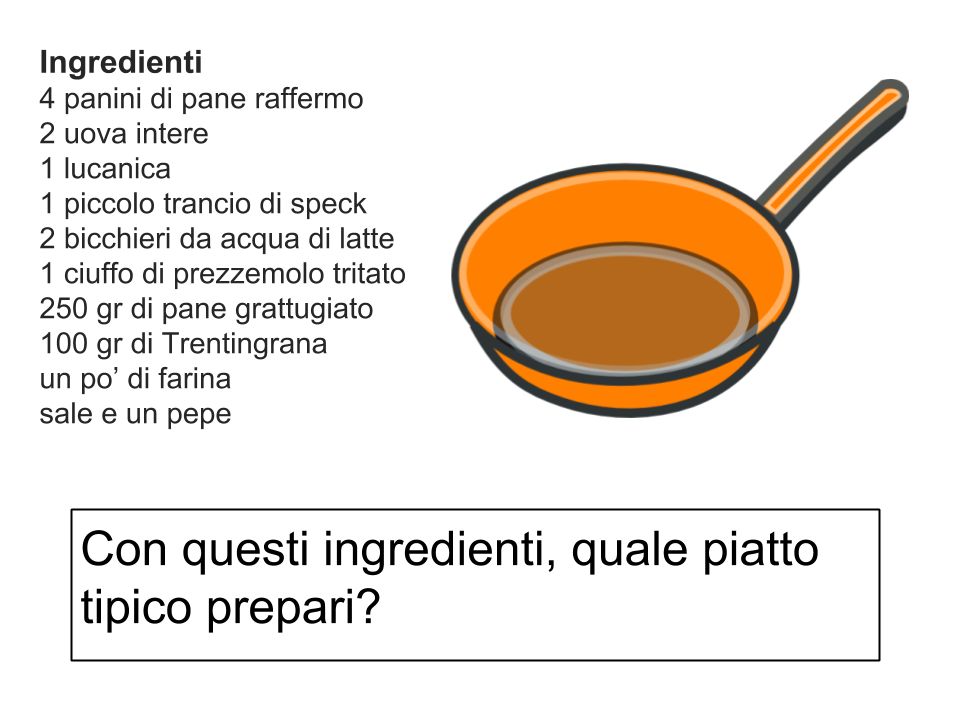 Ingredienti
4 panini di pane raffermo
2 uova intere
1 lucanica
1 piccolo trancio di speck
2 bicchieri da acqua di latte
1 ciuffo di prezzemolo tritato
250 gr di pane grattugiato
100 gr di Trentingrana
un po’ di farina
sale e un pepe
Con questi ingredienti, quale piatto
tipico prepari?